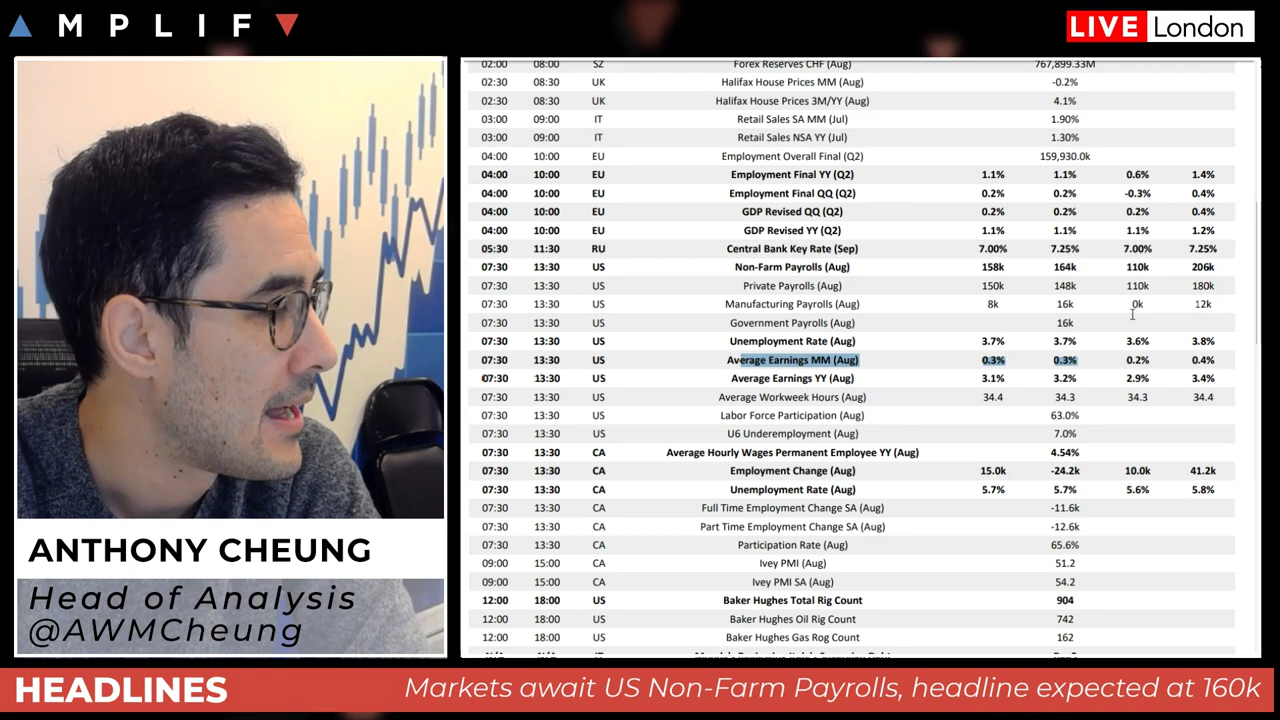 AMPLIFY
LIVE London
02:00 08:00 SZ Forex Reserves CHF (Aug) 767,899.33M
02:30 08:30 UK Halifax House Prices MM (Aug) -0.2%
02:30 08:30 UK Halifax House Prices 3M/YY (Aug) 4.1%
03:00 09:00 IT Retail Sales SA MM (Jul) 1.90%
03:00 09:00 IT Retail Sales NSA YY (Jul) 1.30%
04:00 10:00 EU Employment Overall Final (Q2) 159,930.0k
04:00 10:00 EU Employment Final YY (Q2) 1.1% 1.1% 0.6% 1.4%
04:00 10:00 EU Employment Final QQ (Q2) 0.2% 0.2% -0.3% 0.4%
04:00 10:00 EU GDP Revised QQ (Q2) 0.2% 0.2% 0.2% 0.4%
04:00 10:00 EU GDP Revised YY (Q2) 1.1% 1.1% 1.1% 1.2%
05:30 11:30 RU Central Bank Key Rate (Sep) 7.00% 7.25% 7.00% 7.25%
07:30 13:30 US Non-Farm Payrolls (Aug) 158k 164k 110k 206k
07:30 13:30 US Private Payrolls (Aug) 150k 148k 110k 180k
07:30 13:30 US Manufacturing Payrolls (Aug) 8k 16k 0k 12k
07:30 13:30 US Government Payrolls (Aug) 16k
07:30 13:30 US Unemployment Rate (Aug) 3.7% 3.7% 3.6% 3.8%
07:30 13:30 US Average Earnings MM (Aug) 0.3% 0.3% 0.2% 0.4%
07:30 13:30 US Average Earnings YY (Aug) 3.1% 3.2% 2.9% 3.4%
07:30 13:30 US Average Workweek Hours (Aug) 34.4 34.3 34.3 34.4
07:30 13:30 US Labor Force Participation (Aug) 63.0%
07:30 13:30 US U6 Underemployment (Aug) 7.0%
07:30 13:30 CA Average Hourly Wages Permanent Employee YY (Aug) 4.54%
07:30 13:30 CA Employment Change (Aug) 15.0k -24.2k 10.0k 41.2k
07:30 13:30 CA Unemployment Rate (Aug) 5.7% 5.7% 5.6% 5.8%
07:30 13:30 CA Full Time Employment Change SA (Aug) -11.6k
07:30 13:30 CA Part Time Employment Change SA (Aug) -12.6k
07:30 13:30 CA Participation Rate (Aug) 65.6%
09:00 15:00 CA Ivey PMI (Aug) 51.2
09:00 15:00 CA Ivey PMI SA (Aug) 54.2
12:00 18:00 US Baker Hughes Total Rig Count 904
12:00 18:00 US Baker Hughes Oil Rig Count 742
12:00 18:00 US Baker Hughes Gas Rog Count 162
ANTHONY CHEUNG
Head of Analysis
@AWMCheung
HEADLINES Markets await US Non-Farm Payrolls, headline expected at 160k